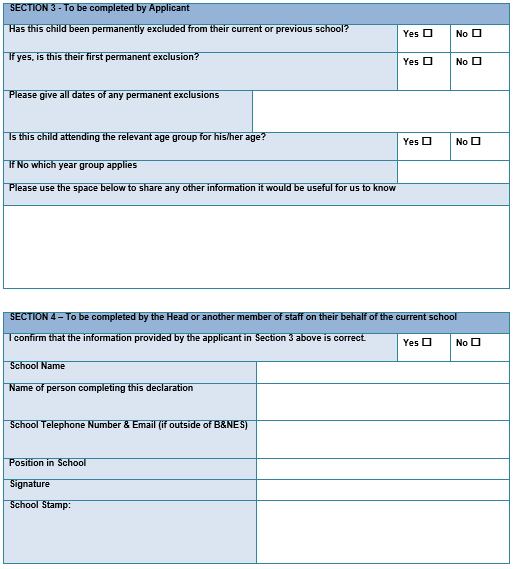 SECTION 3 - To be completed by Applicant
Has this child been permanently excluded from their current or previous school? Yes ☐ No ☐
If yes, is this their first permanent exclusion? Yes ☐ No ☐
Please give all dates of any permanent exclusions
Is this child attending the relevant age group for his/her age? Yes ☐ No ☐
If No which year group applies
Please use the space below to share any other information it would be useful for us to know
SECTION 4 – To be completed by the Head or another member of staff on their behalf of the current school
I confirm that the information provided by the applicant in Section 3 above is correct. Yes ☐ No ☐
School Name
Name of person completing this declaration
School Telephone Number & Email (if outside of B&NES)
Position in School
Signature
School Stamp: